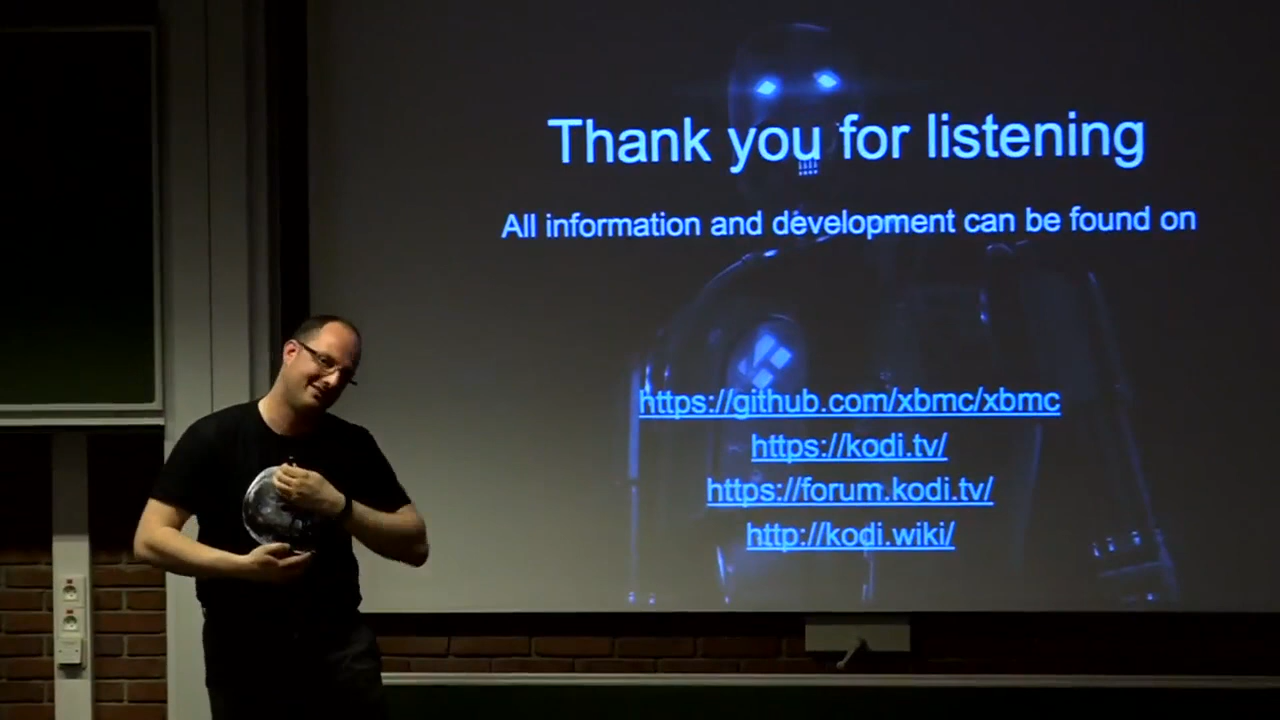 Thank you for listening
All information and development can be found on
https://github.com/xbmc/xbmc
https://kodi.tv/
https://forum.kodi.tv/
http://kodi.wiki/